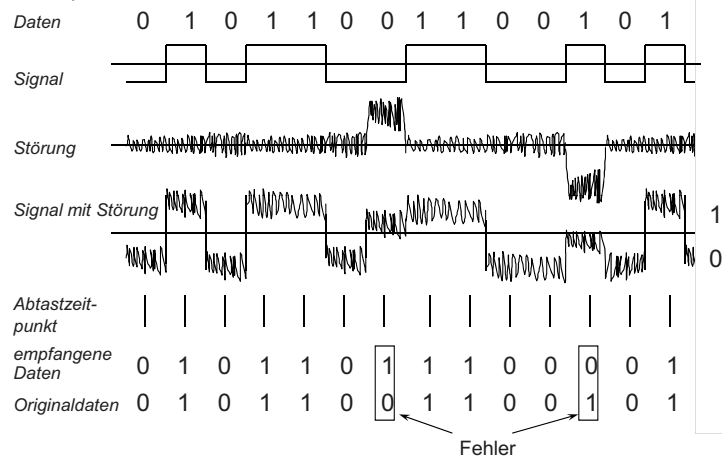 Daten 0 1 0 1 1 0 0 1 1 0 0 1 0 1
Signal
Störung
Signal mit Störung
1
0
Abtastzeit-
punkt
empfangene
Daten 0 1 0 1 1 0 1 1 1 0 0 0 0 1
Originaldaten 0 1 0 1 1 0 0 1 1 0 0 1 0 1
Fehler